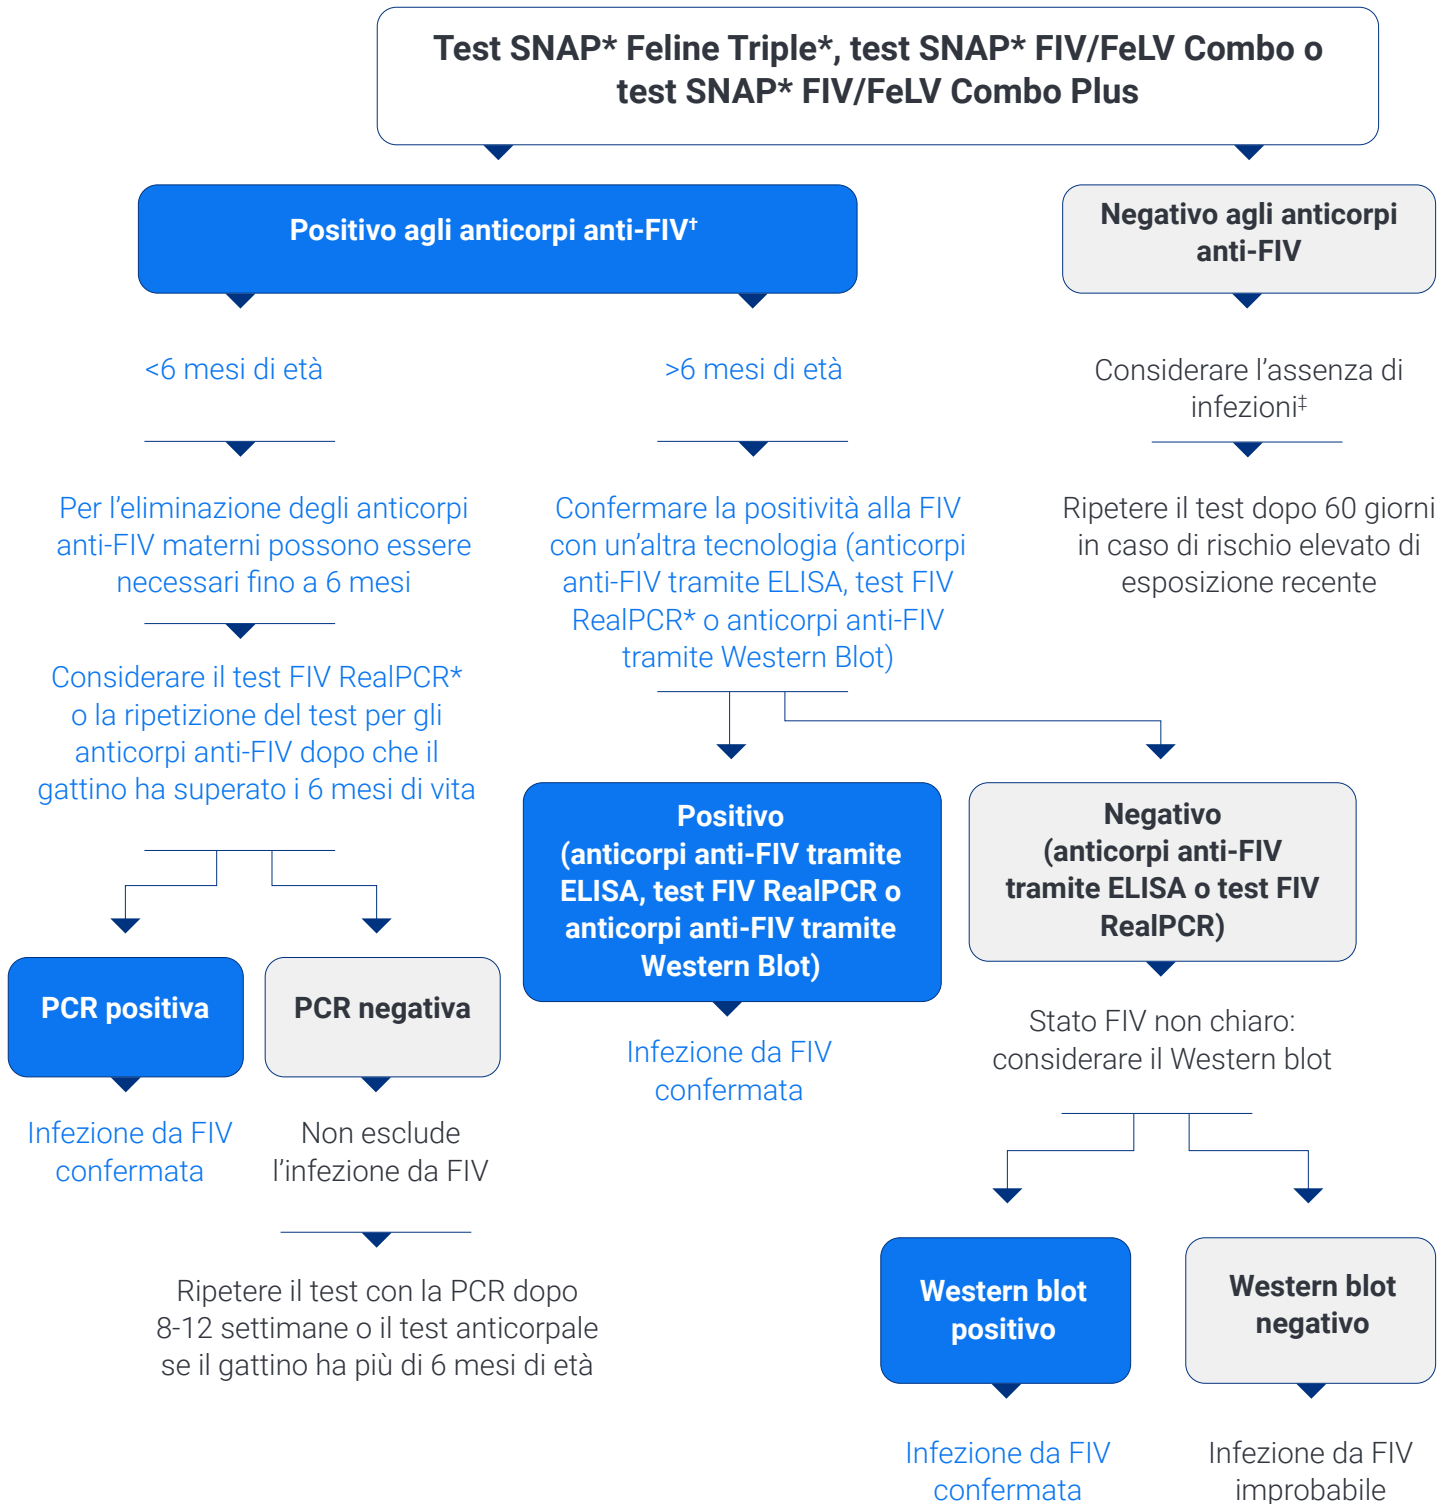 Test SNAP* Feline Triple*, test SNAP* FIV/FeLV Combo o
test SNAP* FIV/FeLV Combo Plus
Positivo agli anticorpi anti-FIV†
Negativo agli anticorpi
anti-FIV
<6 mesi di età
>6 mesi di età
Considerare l’assenza di
infezioni‡
Per l’eliminazione degli anticorpi
anti-FIV materni possono essere
necessari fino a 6 mesi
Confermare la positività alla FIV
con un’altra tecnologia (anticorpi
anti-FIV tramite ELISA, test FIV
RealPCR* o anticorpi anti-FIV
tramite Western Blot)
Ripetere il test dopo 60 giorni
in caso di rischio elevato di
esposizione recente
Considerare il test FIV RealPCR*
o la ripetizione del test per gli
anticorpi anti-FIV dopo che il
gattino ha superato i 6 mesi di vita
Positivo
(anticorpi anti-FIV tramite
ELISA, test FIV RealPCR o
anticorpi anti-FIV tramite
Western Blot)
Negativo
(anticorpi anti-FIV
tramite ELISA o test FIV
RealPCR)
PCR positiva
PCR negativa
Infezione da FIV
confermata
Stato FIV non chiaro:
considerare il Western blot
Infezione da FIV
confermata
Non esclude
l’infezione da FIV
Ripetere il test con la PCR dopo
8-12 settimane o il test anticorpale
se il gattino ha più di 6 mesi di età
Western blot
positivo
Western blot
negativo
Infezione da FIV
confermata
Infezione da FIV
improbabile